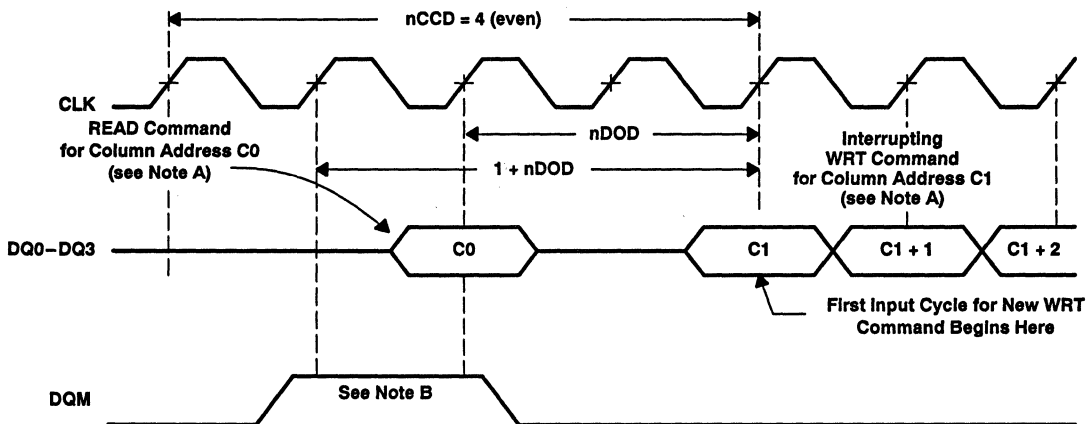 nCCD = 4 (even)
CLK
READ Command
for Column Address C0
(see Note A)
nDOD
1 + nDOD
Interrupting
WRT Command
for Column Address C1
(see Note A)
DQ0–DQ3
C0
C1
C1 + 1
C1 + 2
First Input Cycle for New WRT
Command Begins Here
DQM
See Note B